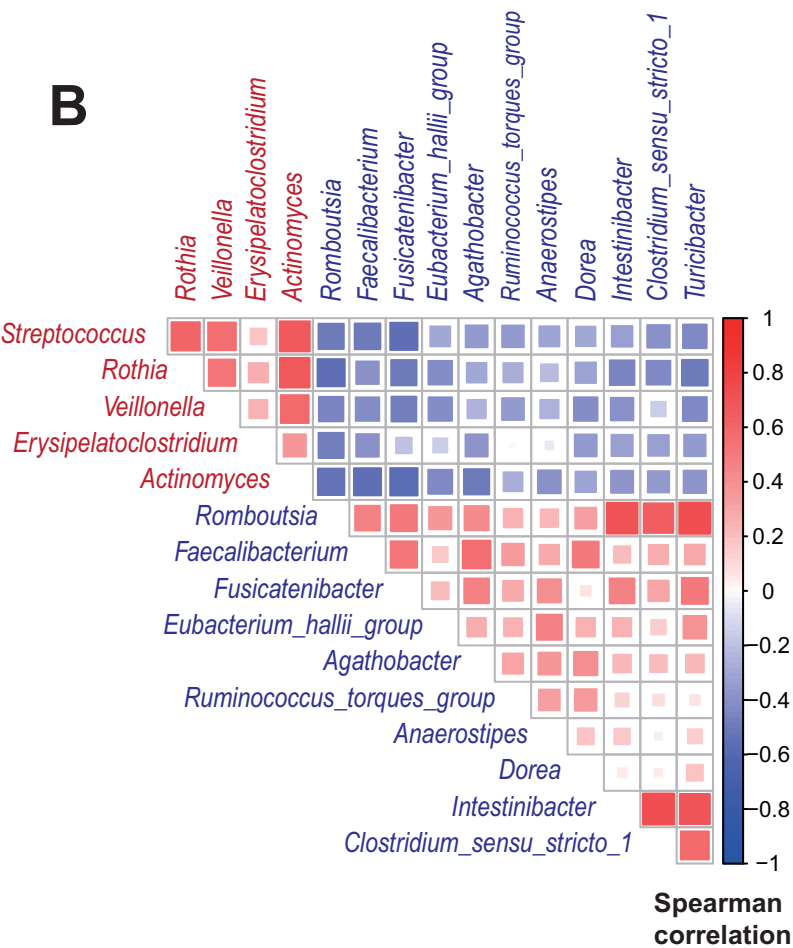 B
Rothia
Veillonella
Erysipelatoclostridium
Actinomyces
Romboutsia
Faecalibacterium
Fusicatenibacter
Eubacterium_hallii_group
Agathobacter
Ruminococcus_torques_group
Anaerostipes
Dorea
Intestinibacter
Clostridium_sensu_stricto_1
Turicibacter
Streptococcus
Rothia
Veillonella
Erysipelatoclostridium
Actinomyces
Romboutsia
Faecalibacterium
Fusicatenibacter
Eubacterium_hallii_group
Agathobacter
Ruminococcus_torques_group
Anaerostipes
Dorea
Intestinibacter
Clostridium_sensu_stricto_1
1
0.8
0.6
0.4
0.2
0
−0.2
−0.4
−0.6
−0.8
−1
Spearman
correlation